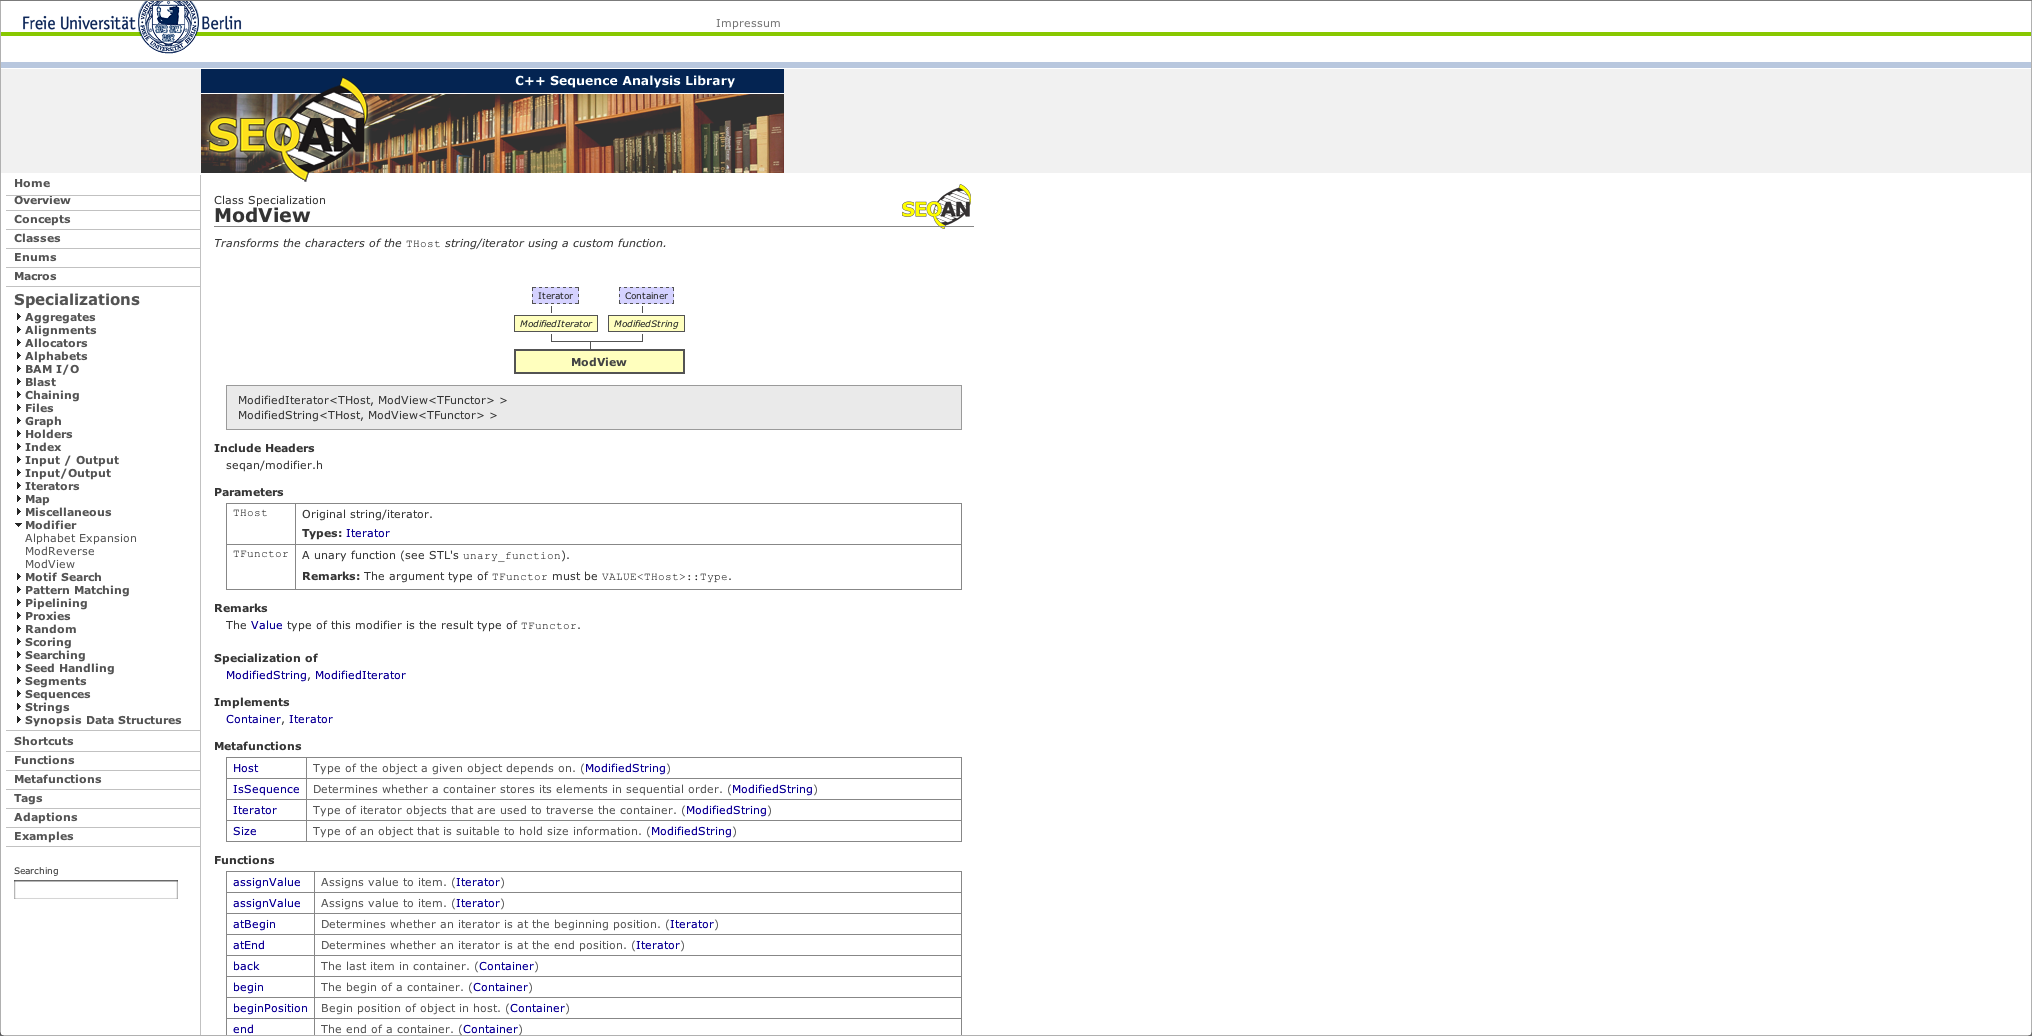 Freie Universität Berlin
Impressum
C++ Sequence Analysis Library
SEQAN
Home
Overview
Concepts
Classes
Enums
Macros
Specializations
Aggregates
Alignments
Allocators
Alphabets
BAM I/O
Blast
Chaining
Files
Graph
Holders
Index
Input / Output
Input/Output
Iterators
Map
Miscellaneous
Modifier
Alphabet Expansion
ModReverse
ModView
Motif Search
Pattern Matching
Pipelining
Proxies
Random
Scoring
Searching
Seed Handling
Segments
Sequences
Strings
Synopsis Data Structures
Shortcuts
Functions
Metafunctions
Tags
Adaptions
Examples
Searching
Class Specialization
ModView
SEQAN
Transforms the characters of the THost string/iterator using a custom function.
Iterator Container
ModifiedIterator ModifiedString
ModView
ModifiedIterator<THost, ModView<TFunctor> >
ModifiedString<THost, ModView<TFunctor> >
Include Headers
seqan/modifier.h
Parameters
THost Original string/iterator.
Types: Iterator
TFunctor A unary function (see STL's unary_function).
Remarks: The argument type of TFunctor must be VALUE<THost>::Type.
Remarks
The Value type of this modifier is the result type of TFunctor.
Specialization of
ModifiedString, ModifiedIterator
Implements
Container, Iterator
Metafunctions
Host Type of the object a given object depends on. (ModifiedString)
IsSequence Determines whether a container stores its elements in sequential order. (ModifiedString)
Iterator Type of iterator objects that are used to traverse the container. (ModifiedString)
Size Type of an object that is suitable to hold size information. (ModifiedString)
Functions
assignValue Assigns value to item. (Iterator)
assignValue Assigns value to item. (Iterator)
atBegin Determines whether an iterator is at the beginning position. (Iterator)
atEnd Determines whether an iterator is at the end position. (Iterator)
back The last item in container. (Container)
begin The begin of a container. (Container)
beginPosition Begin position of object in host. (Container)
end The end of a container. (Container)